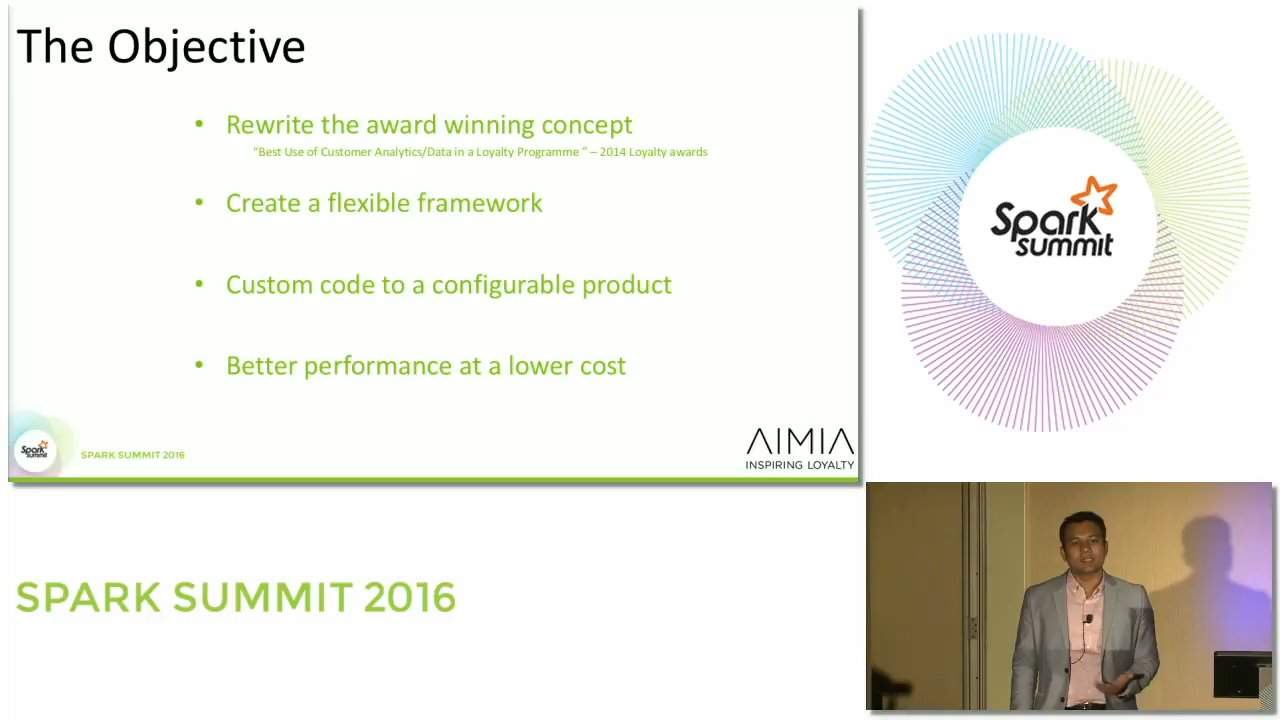 The Objective
• Rewrite the award winning concept
“Best Use of Customer Analytics/Data in a Loyalty Programme ” – 2014 Loyalty awards
• Create a flexible framework
• Custom code to a configurable product
• Better performance at a lower cost
Spark
summit
SPARK SUMMIT 2016
AIMIA
INSPIRING LOYALTY
Spark
summit
SPARK SUMMIT 2016